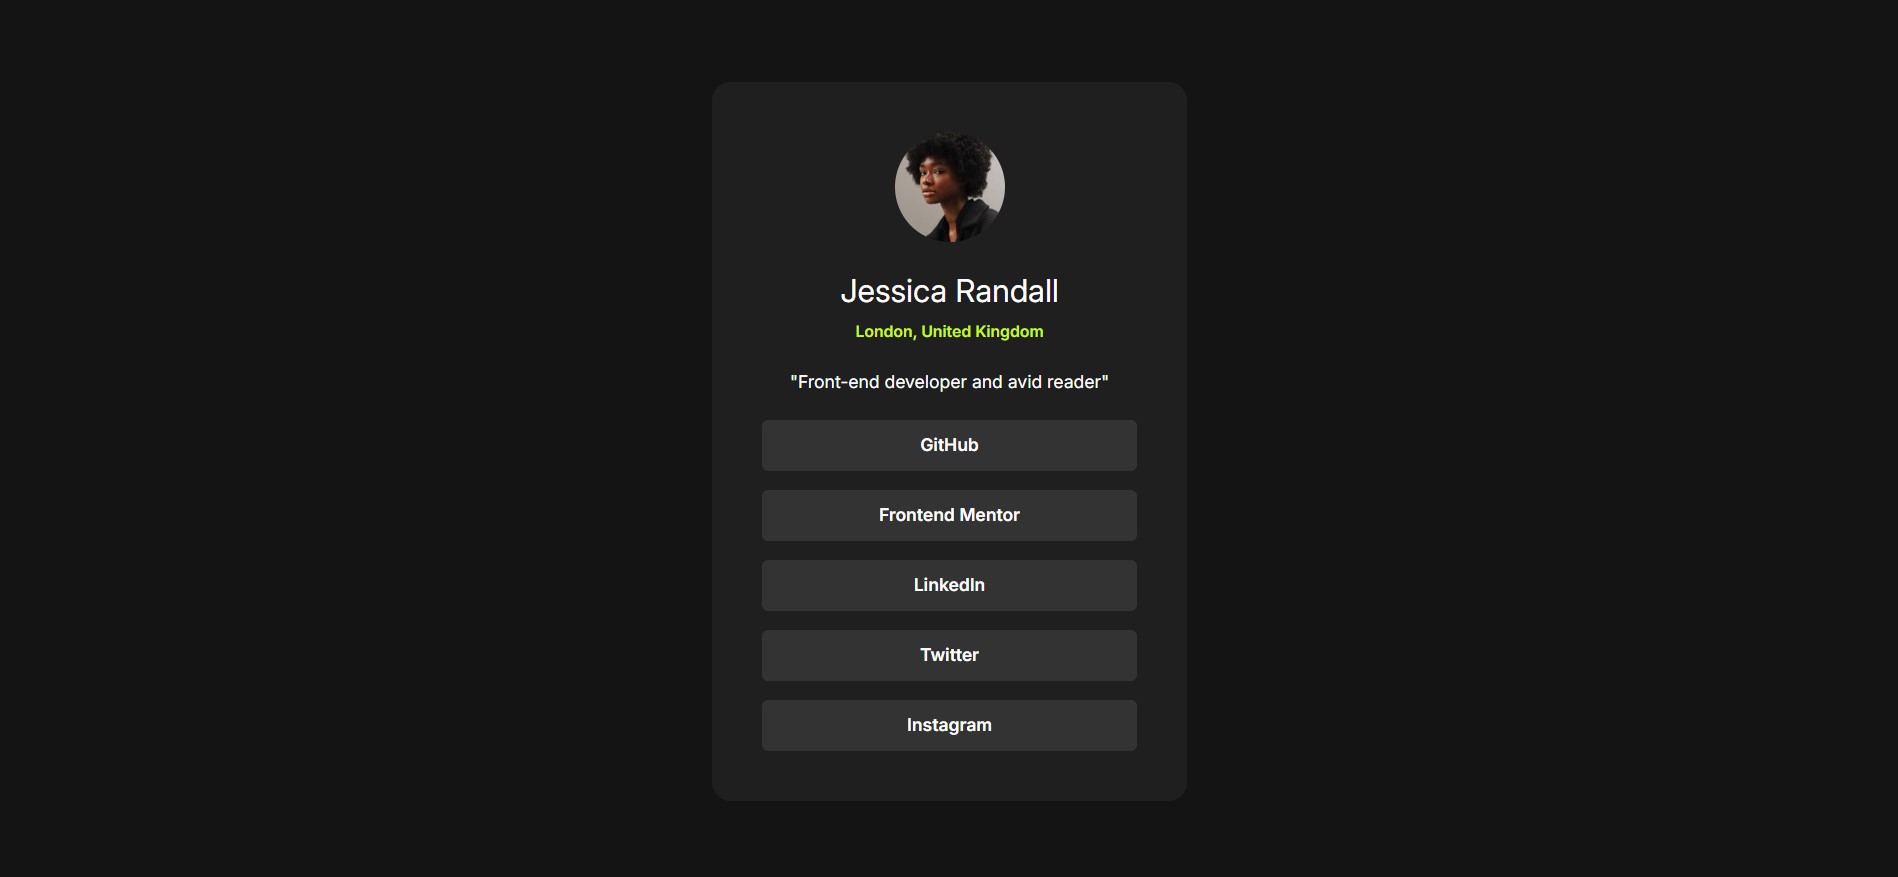 Jessica Randall
London, United Kingdom
"Front-end developer and avid reader"
GitHub
Frontend Mentor
LinkedIn
Twitter
Instagram